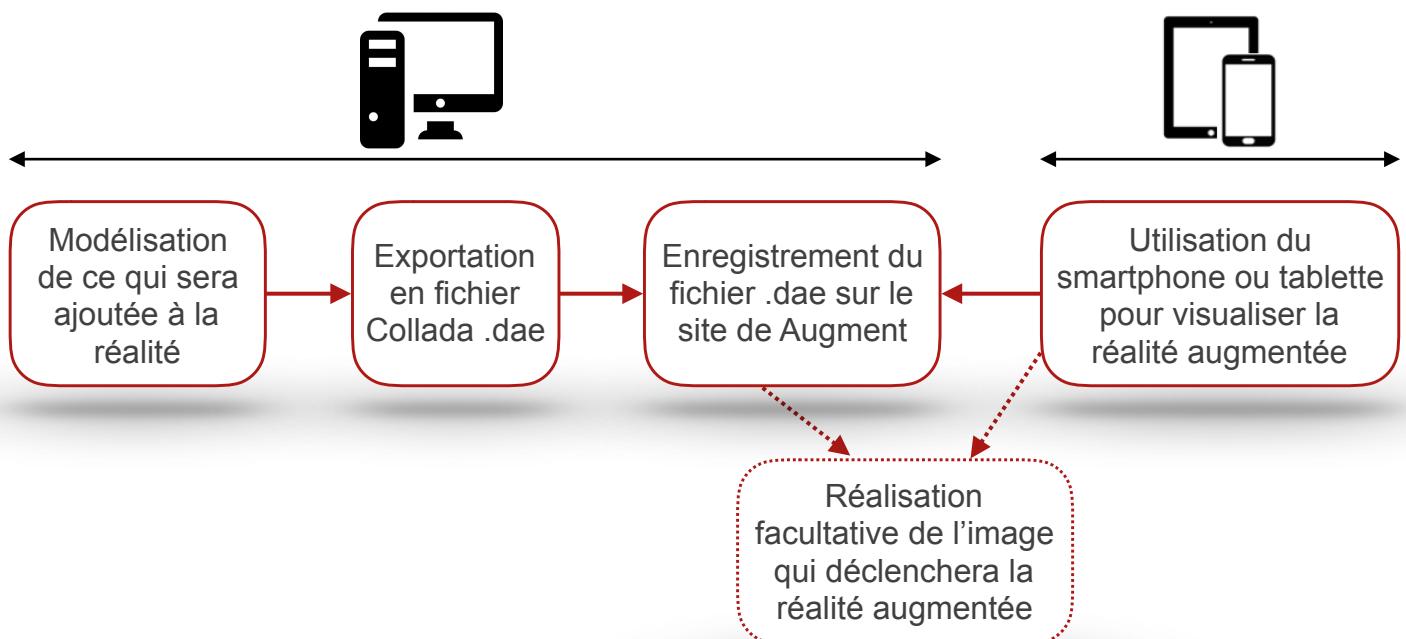 Modélisation
de ce qui sera
ajoutée à la
réalité
Exportation
en fichier
Collada .dae
Enregistrement du
fichier .dae sur le
site de Augment
Utilisation du
smartphone ou tablette
pour visualiser la
réalité augmentée
Réalisation
facultative de l’image
qui déclenchera la
réalité augmentée